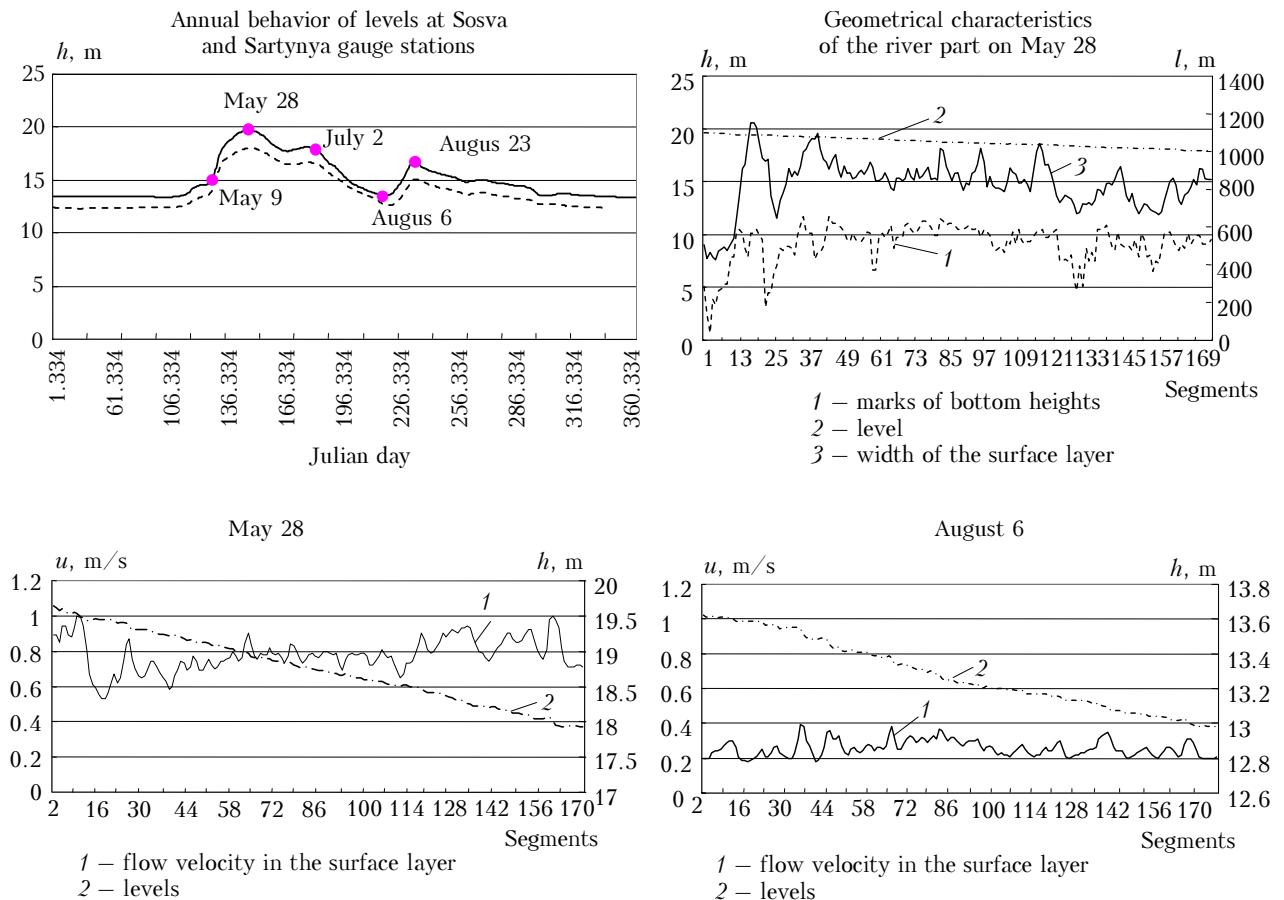 Annual behavior of levels at Sosva
and Sartynya gauge stations
h, m
25
20
15
10
5
0
May 28
July 2
Augus 23
May 9
Augus 6
1.334
61.334
106.334
136.334
166.334
196.334
226.334
256.334
286.334
316.334
360.334
Julian day
Geometrical characteristics
of the river part on May 28
h, m
l, m
25
20
15
10
5
0
1400
1200
1000
800
600
400
200
0
2
3
1
1 13 25 37 49 61 73 85 97 109 121 133 145 157 169
Segments
1 – marks of bottom heights
2 – level
3 – width of the surface layer
May 28
u, m/s
h, m
1.2
1
0.8
0.6
0.4
0.2
0
20
19.5
19
18.5
18
17.5
17
1
2
2 16 30 44 58 72 86 100 114 128 142 156 170
Segments
1 – flow velocity in the surface layer
2 – levels
August 6
u, m/s
h, m
1.2
1
0.8
0.6
0.4
0.2
0
13.8
13.6
13.4
13.2
13
12.8
12.6
2
1
2 16 30 44 58 72 86 100 114 128 142 156 170
Segments
1 – flow velocity in the surface layer
2 – levels